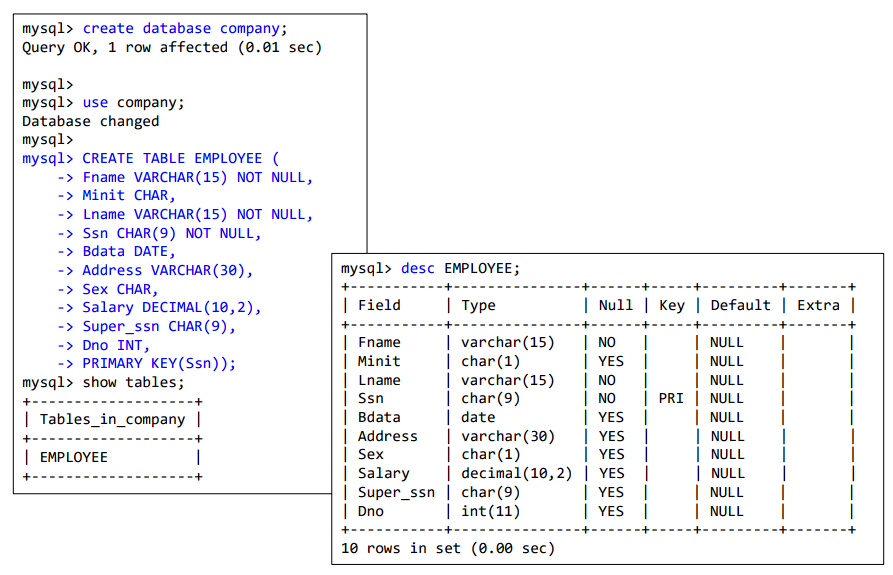 mysql> create database company;
Query OK, 1 row affected (0.01 sec)
mysql>
mysql> use company;
Database changed
mysql>
mysql> CREATE TABLE EMPLOYEE (
    -> Fname VARCHAR(15) NOT NULL,
    -> Minit CHAR,
    -> Lname VARCHAR(15) NOT NULL,
    -> Ssn CHAR(9) NOT NULL,
    -> Bdata DATE,
    -> Address VARCHAR(30),
    -> Sex CHAR,
    -> Salary DECIMAL(10,2),
    -> Super_ssn CHAR(9),
    -> Dno INT,
    -> PRIMARY KEY(Ssn));
mysql> show tables;
+-------------------+
| Tables_in_company |
+-------------------+
| EMPLOYEE          |
+-------------------+
mysql> desc EMPLOYEE;
+-----------+---------------+------+-----+---------+-------+
| Field     | Type          | Null | Key | Default | Extra |
+-----------+---------------+------+-----+---------+-------+
| Fname     | varchar(15)   | NO   |     | NULL    |       |
| Minit     | char(1)       | YES  |     | NULL    |       |
| Lname     | varchar(15)   | NO   |     | NULL    |       |
| Ssn       | char(9)       | NO   | PRI | NULL    |       |
| Bdata     | date          | YES  |     | NULL    |       |
| Address   | varchar(30)   | YES  |     | NULL    |       |
| Sex       | char(1)       | YES  |     | NULL    |       |
| Salary    | decimal(10,2) | YES  |     | NULL    |       |
| Super_ssn | char(9)       | YES  |     | NULL    |       |
| Dno       | int(11)       | YES  |     | NULL    |       |
+-----------+---------------+------+-----+---------+-------+
10 rows in set (0.00 sec)